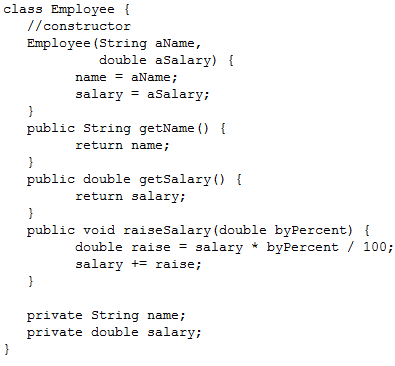 class Employee {
   //constructor
   Employee(String aName,
            double aSalary) {
         name = aName;
         salary = aSalary;
   }
   public String getName() {
         return name;
   }
   public double getSalary() {
         return salary;
   }
   public void raiseSalary(double byPercent) {
         double raise = salary * byPercent / 100;
         salary += raise;
   }

   private String name;
   private double salary;
}